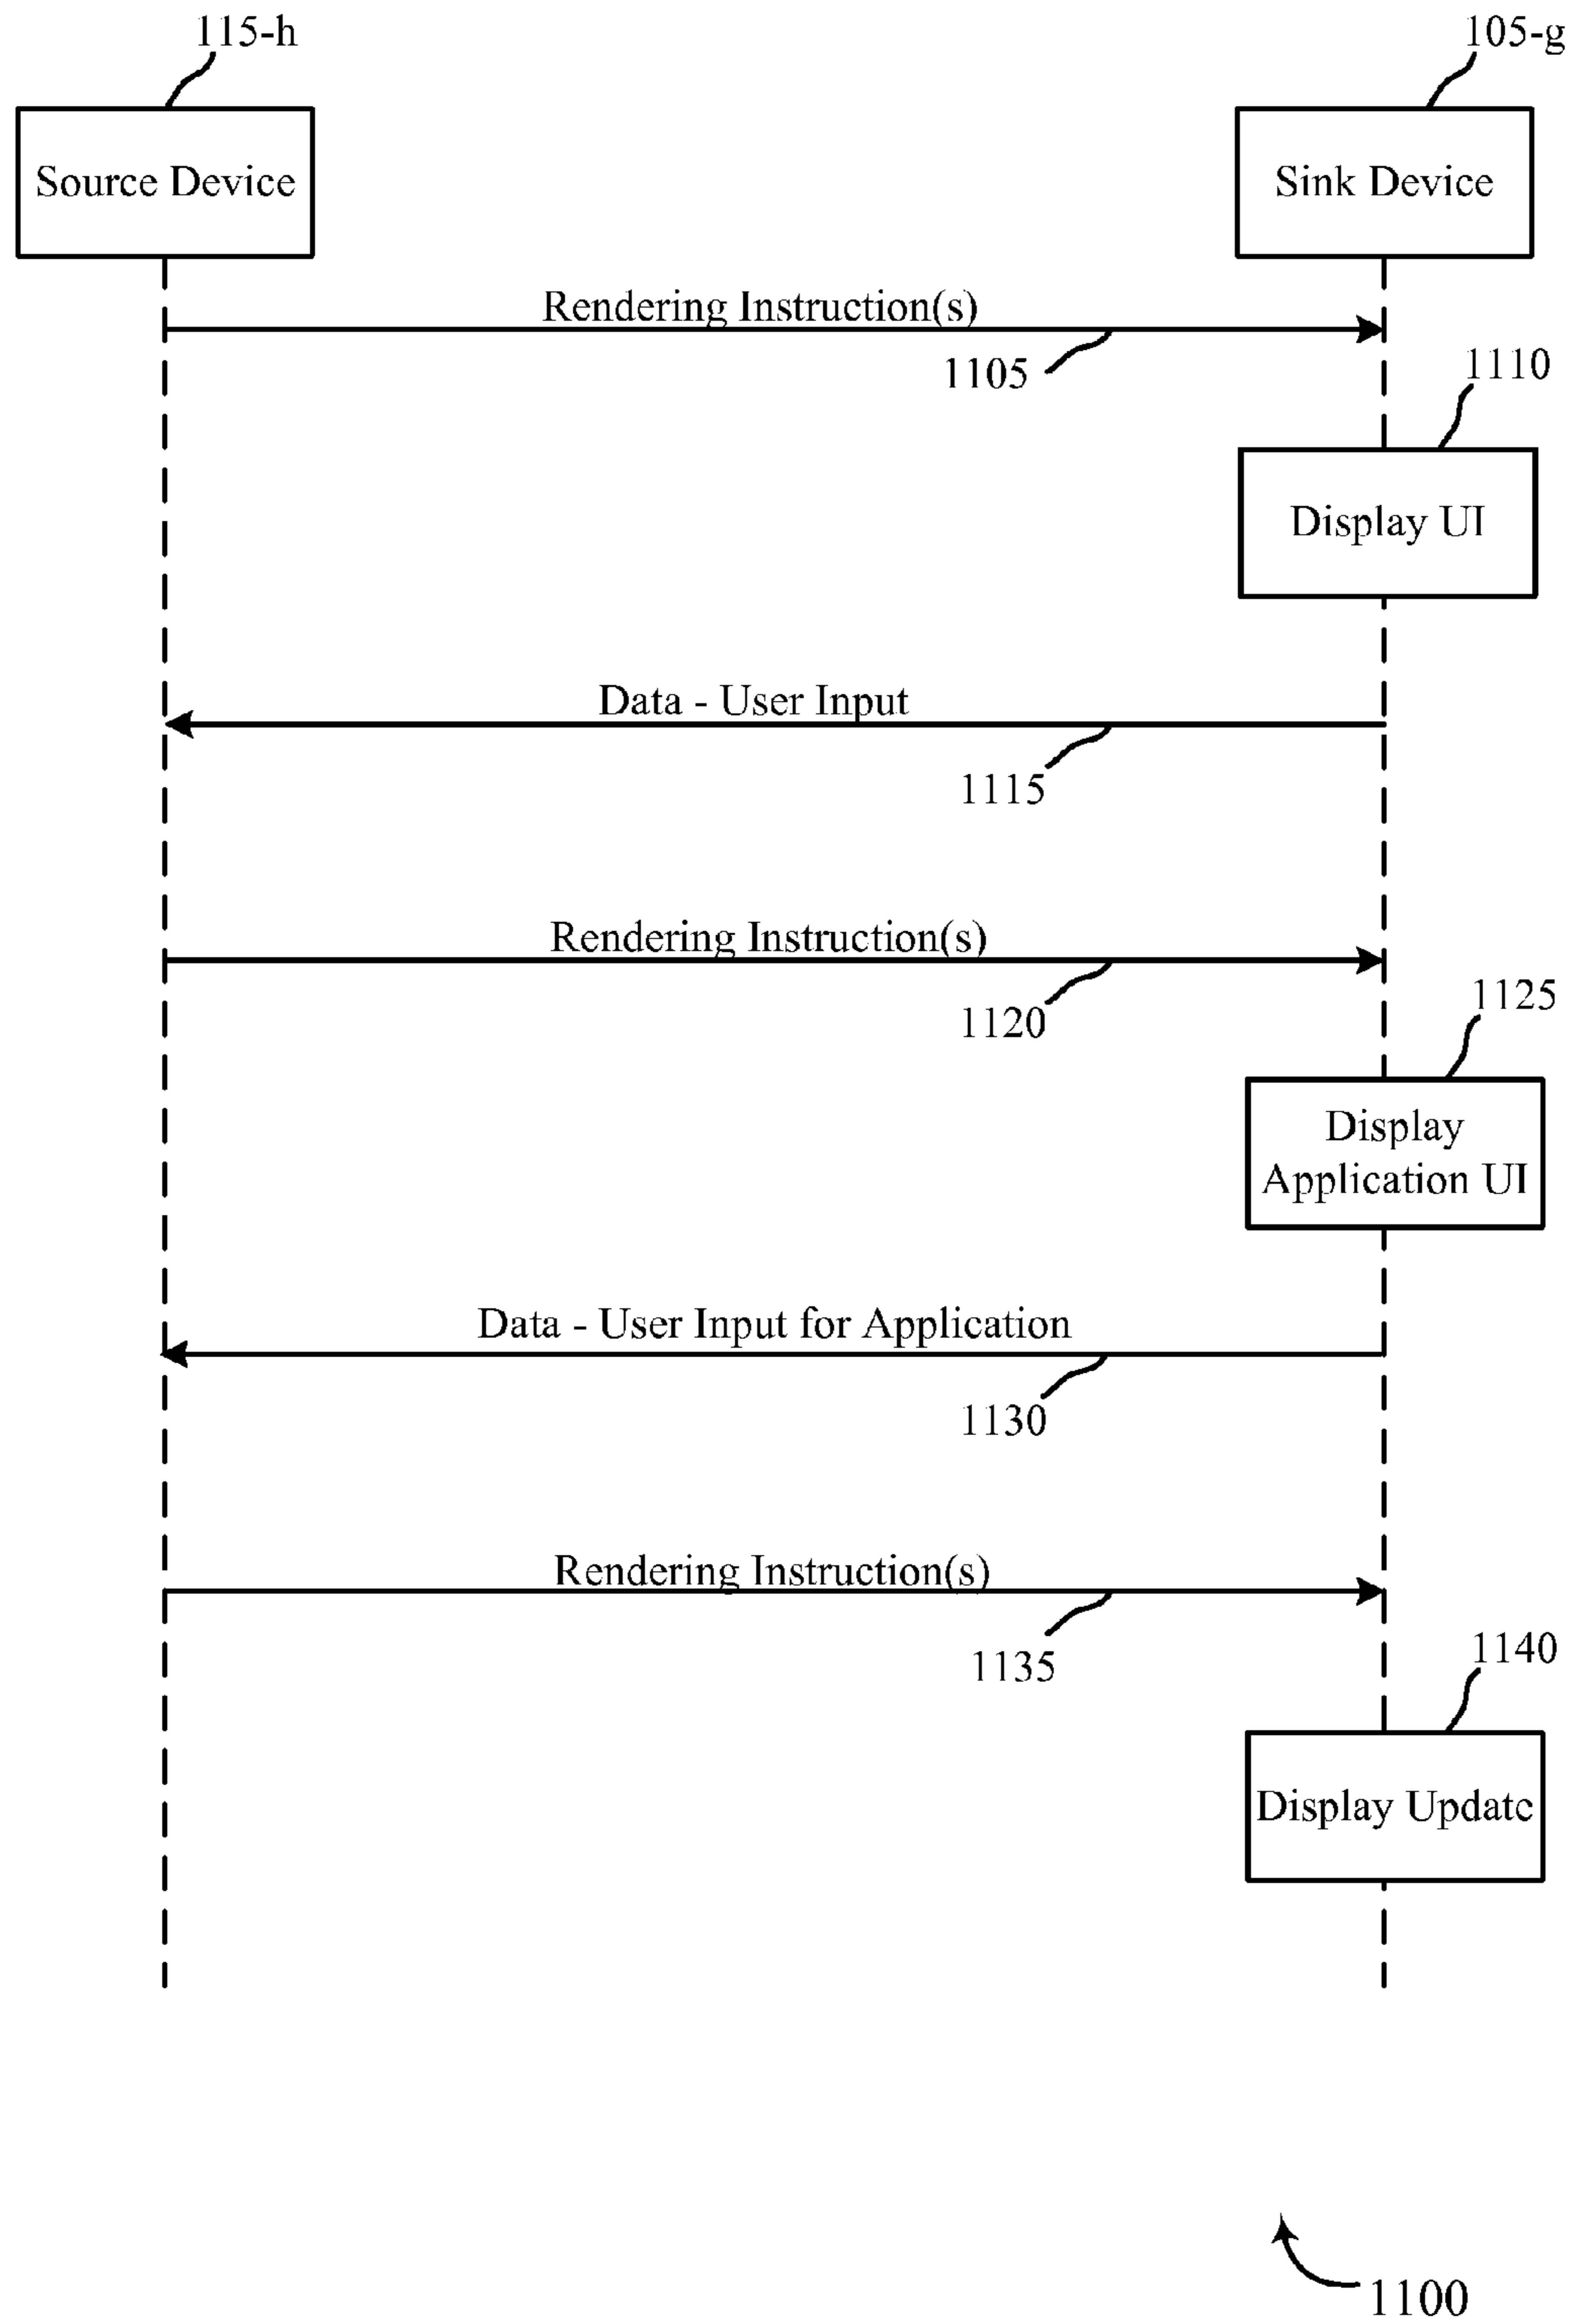 115-h
105-g
Source Device
Sink Device
Rendering Instruction(s)
1105
1110
Display UI
Data - User Input
1115
Rendering Instruction(s)
1120
1125
Display
Application UI
Data - User Input for Application
1130
Rendering Instruction(s)
1135
1140
Display Update
1100